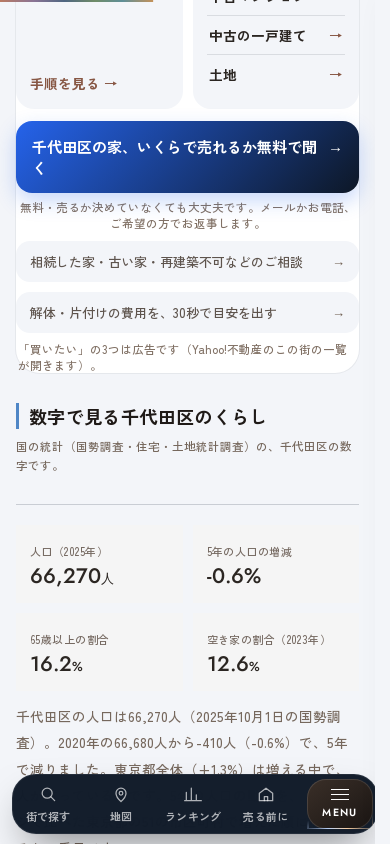 中古の一戸建て →
手順を見る →
土地 →
千代田区の家、いくらで売れるか無料で聞 →
く
無料・売るか決めていなくても大丈夫です。メールかお電話、
ご希望の方でお返事します。
相続した家・古い家・再建築不可などのご相談 →
解体・片付けの費用を、30秒で目安を出す →
「買いたい」の3つは広告です（Yahoo!不動産のこの街の一覧
が開きます）。
数字で見る千代田区のくらし
国の統計（国勢調査・住宅・土地統計調査）の、千代田区の数
字です。
人口（2025年）
66,270人
5年の人口の増減
-0.6%
65歳以上の割合
16.2%
空き家の割合（2023年）
12.6%
千代田区の人口は66,270人（2025年10月1日の国勢調
査）。2020年の66,680人から-410人（-0.6%）で、5年
で減りました。東京都全体（+1.3%）は増える中で、
街で探す
地図
ランキング
売る前に
MENU